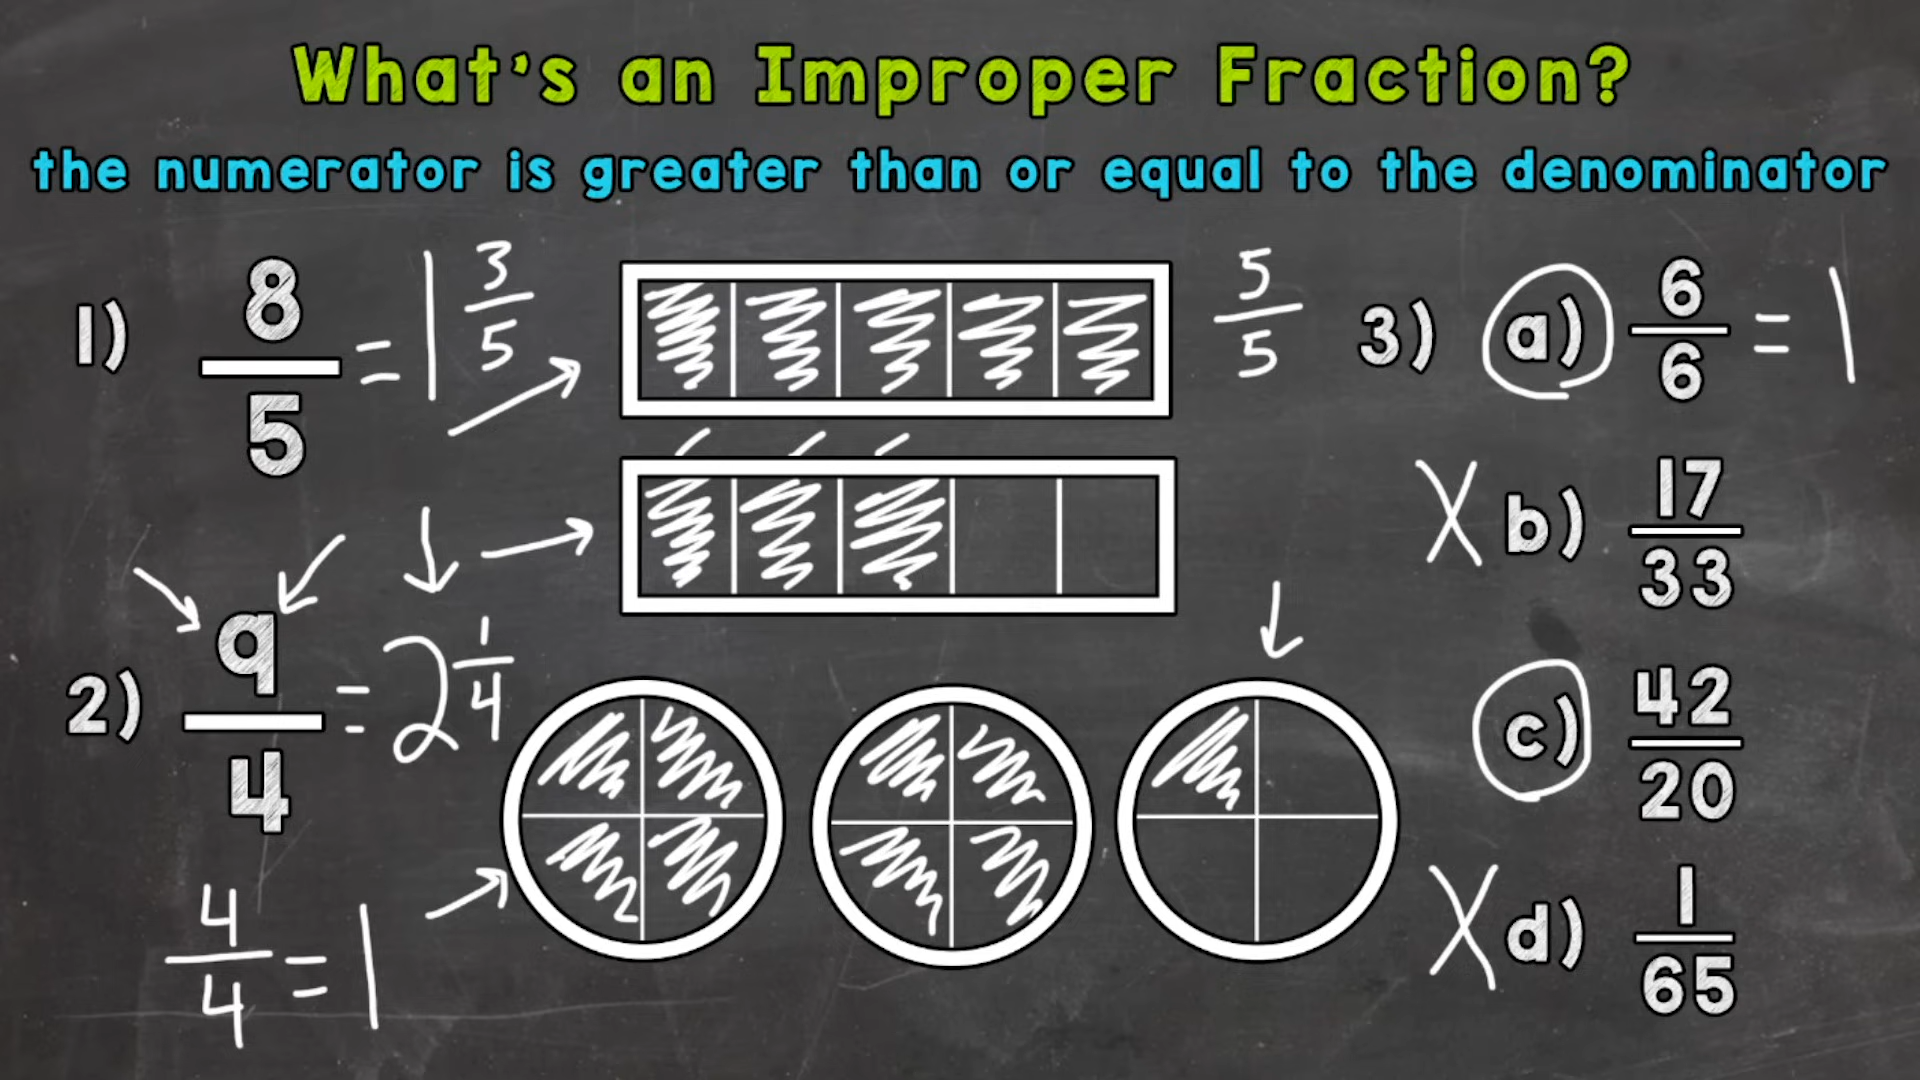 What's an Improper Fraction?
the numerator is greater than or equal to the denominator
1) 8/5 = 1 3/5
5/5
2) 9/4 = 2 1/4
4/4 = 1
3) a) 6/6 = 1
X b) 17/33
c) 42/20
X d) 1/65